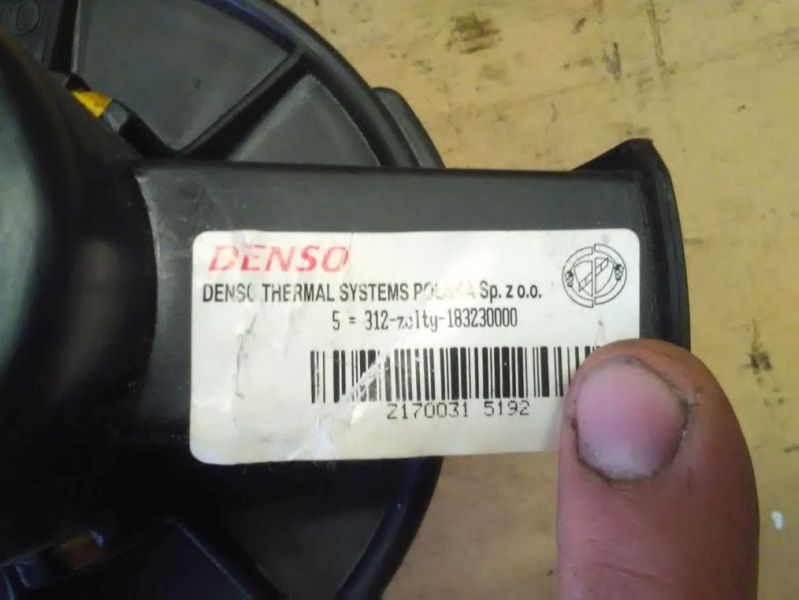 DENSO
DENSO THERMAL SYSTEMS POLSKA Sp. z o.o.
5 = 312-zolty-183230000
Z170031 5192